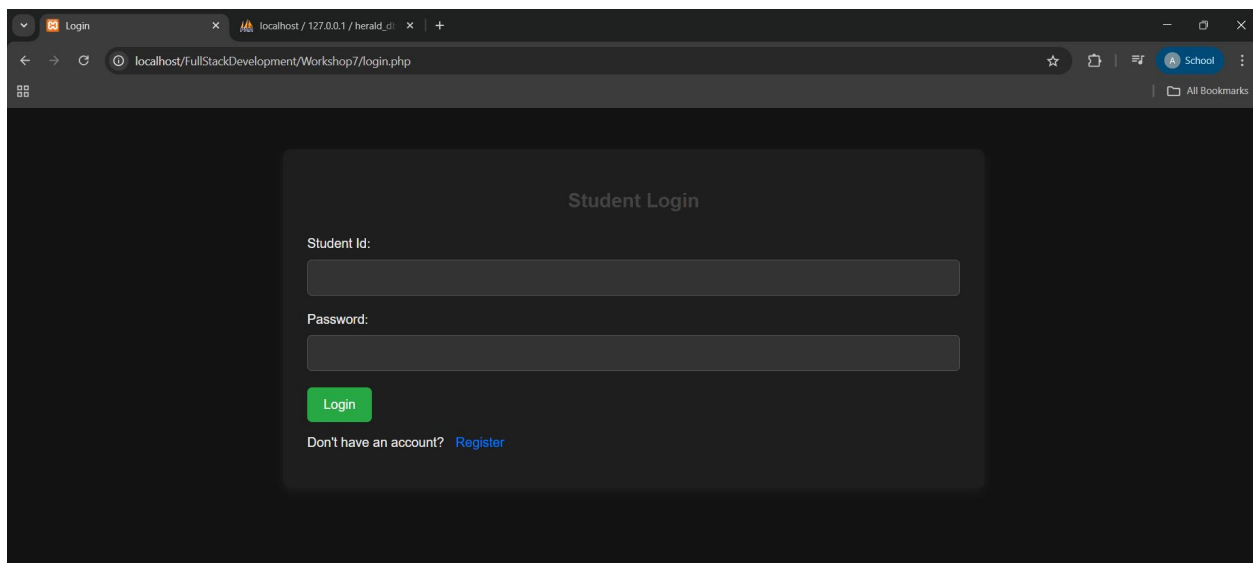 Login
localhost / 127.0.0.1 / herald_d
localhost/FullStackDevelopment/Workshop7/login.php
A School
All Bookmarks
Student Login
Student Id:
Password:
Login
Don't have an account? Register